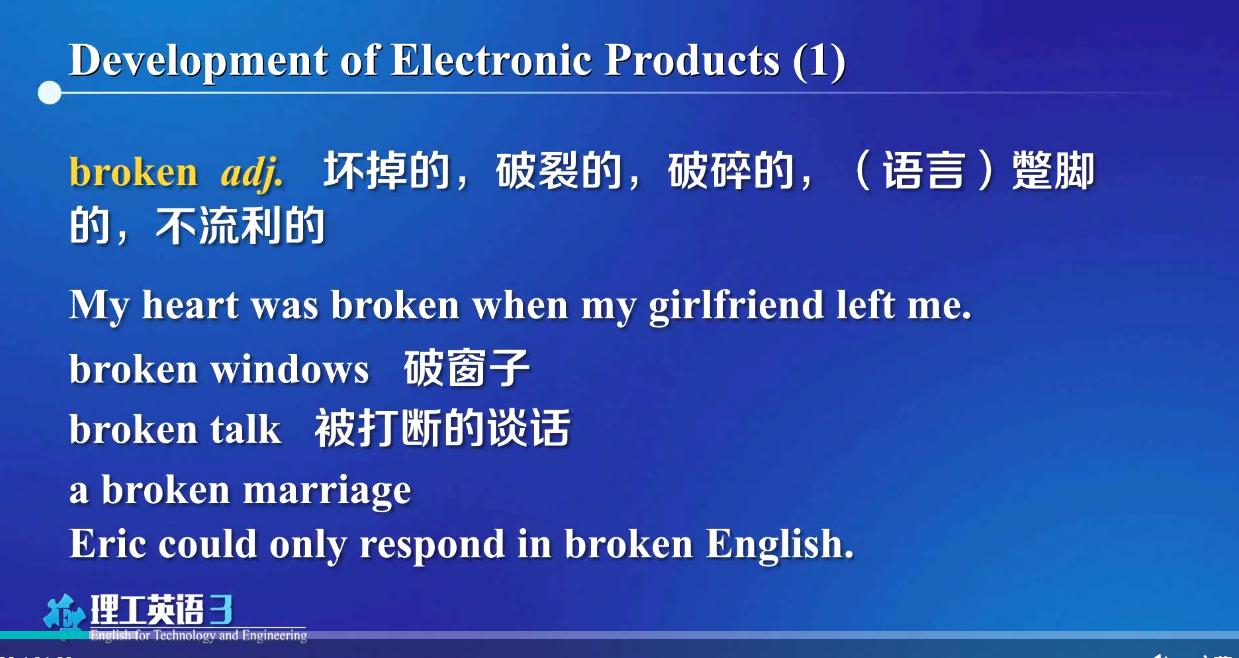 Development of Electronic Products (1)
broken adj. 坏掉的，破裂的，破碎的，（语言）蹩脚
的，不流利的
My heart was broken when my girlfriend left me.
broken windows 破窗子
broken talk 被打断的谈话
a broken marriage
Eric could only respond in broken English.
理工英语3
English for Technology and Engineering